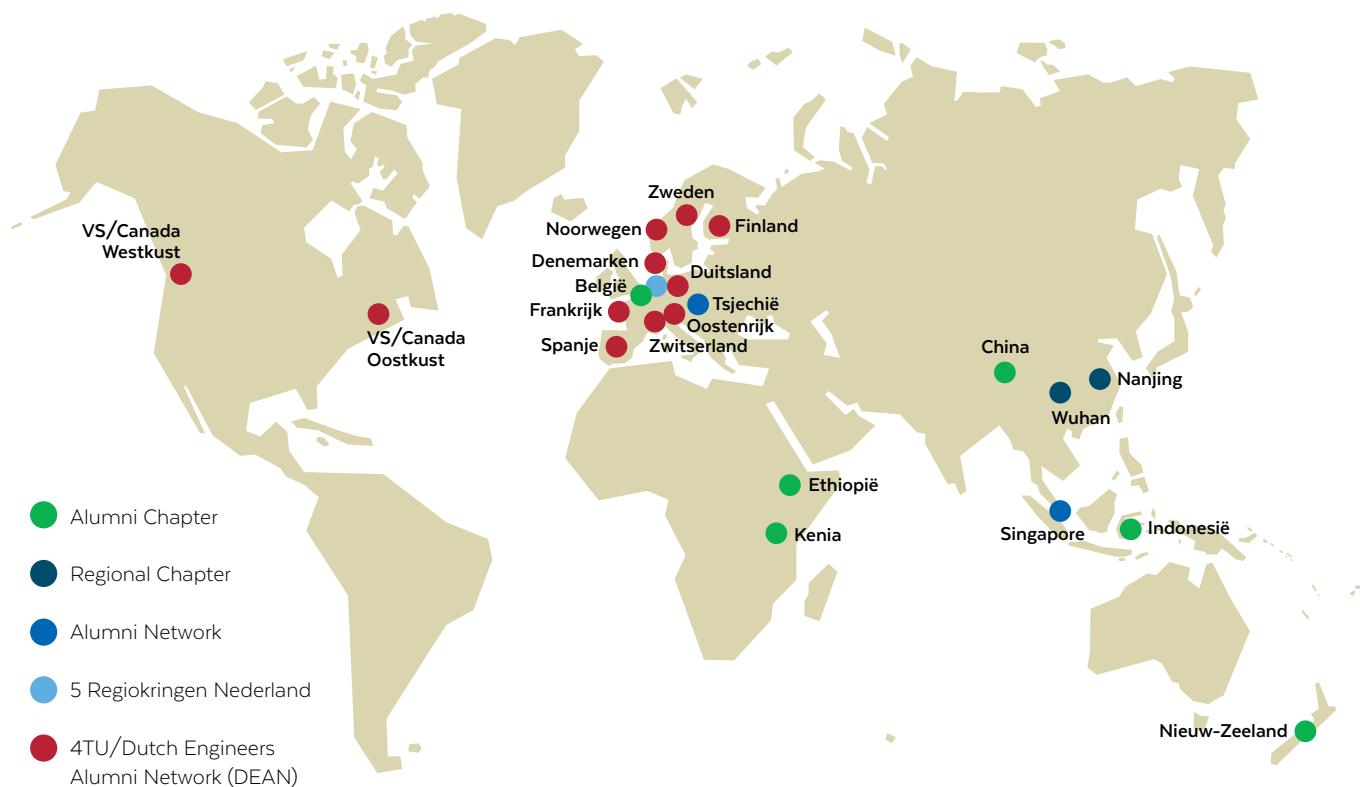 Zweden
VS/Canada
Westkust
Noorwegen
Finland
Denemarken
Duitsland
België
Tsjechië
Frankrijk
Oostenrijk
VS/Canada
Oostkust
Spanje
Zwitserland
China
Nanjing
Wuhan
Ethiopië
Kenia
Singapore
Indonesië
Nieuw-Zeeland
Alumni Chapter
Regional Chapter
Alumni Network
5 Regiokringen Nederland
4TU/Dutch Engineers
Alumni Network (DEAN)